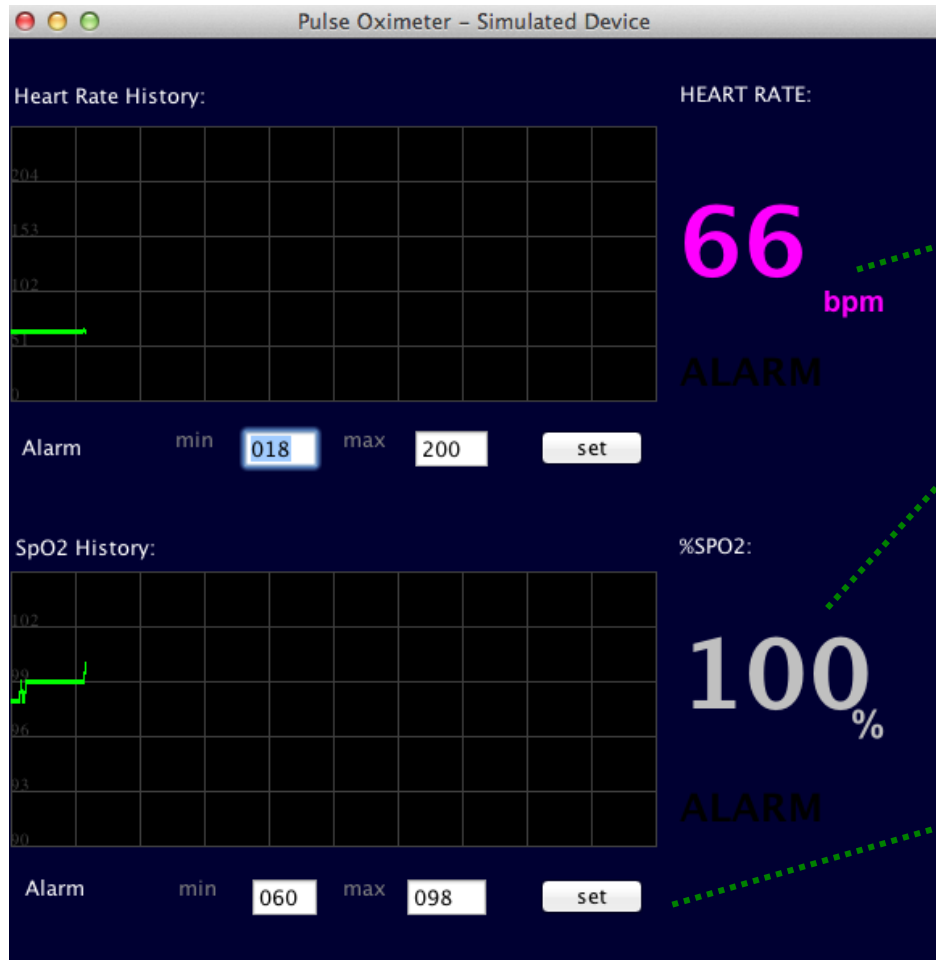 Pulse Oximeter – Simulated Device
Heart Rate History:
HEART RATE:
204
153
102
51
0
66
bpm
ALARM
Alarm min 018 max 200 set
SpO2 History:
%SPO2:
102
99
96
93
90
100
%
ALARM
Alarm min 060 max 098 set